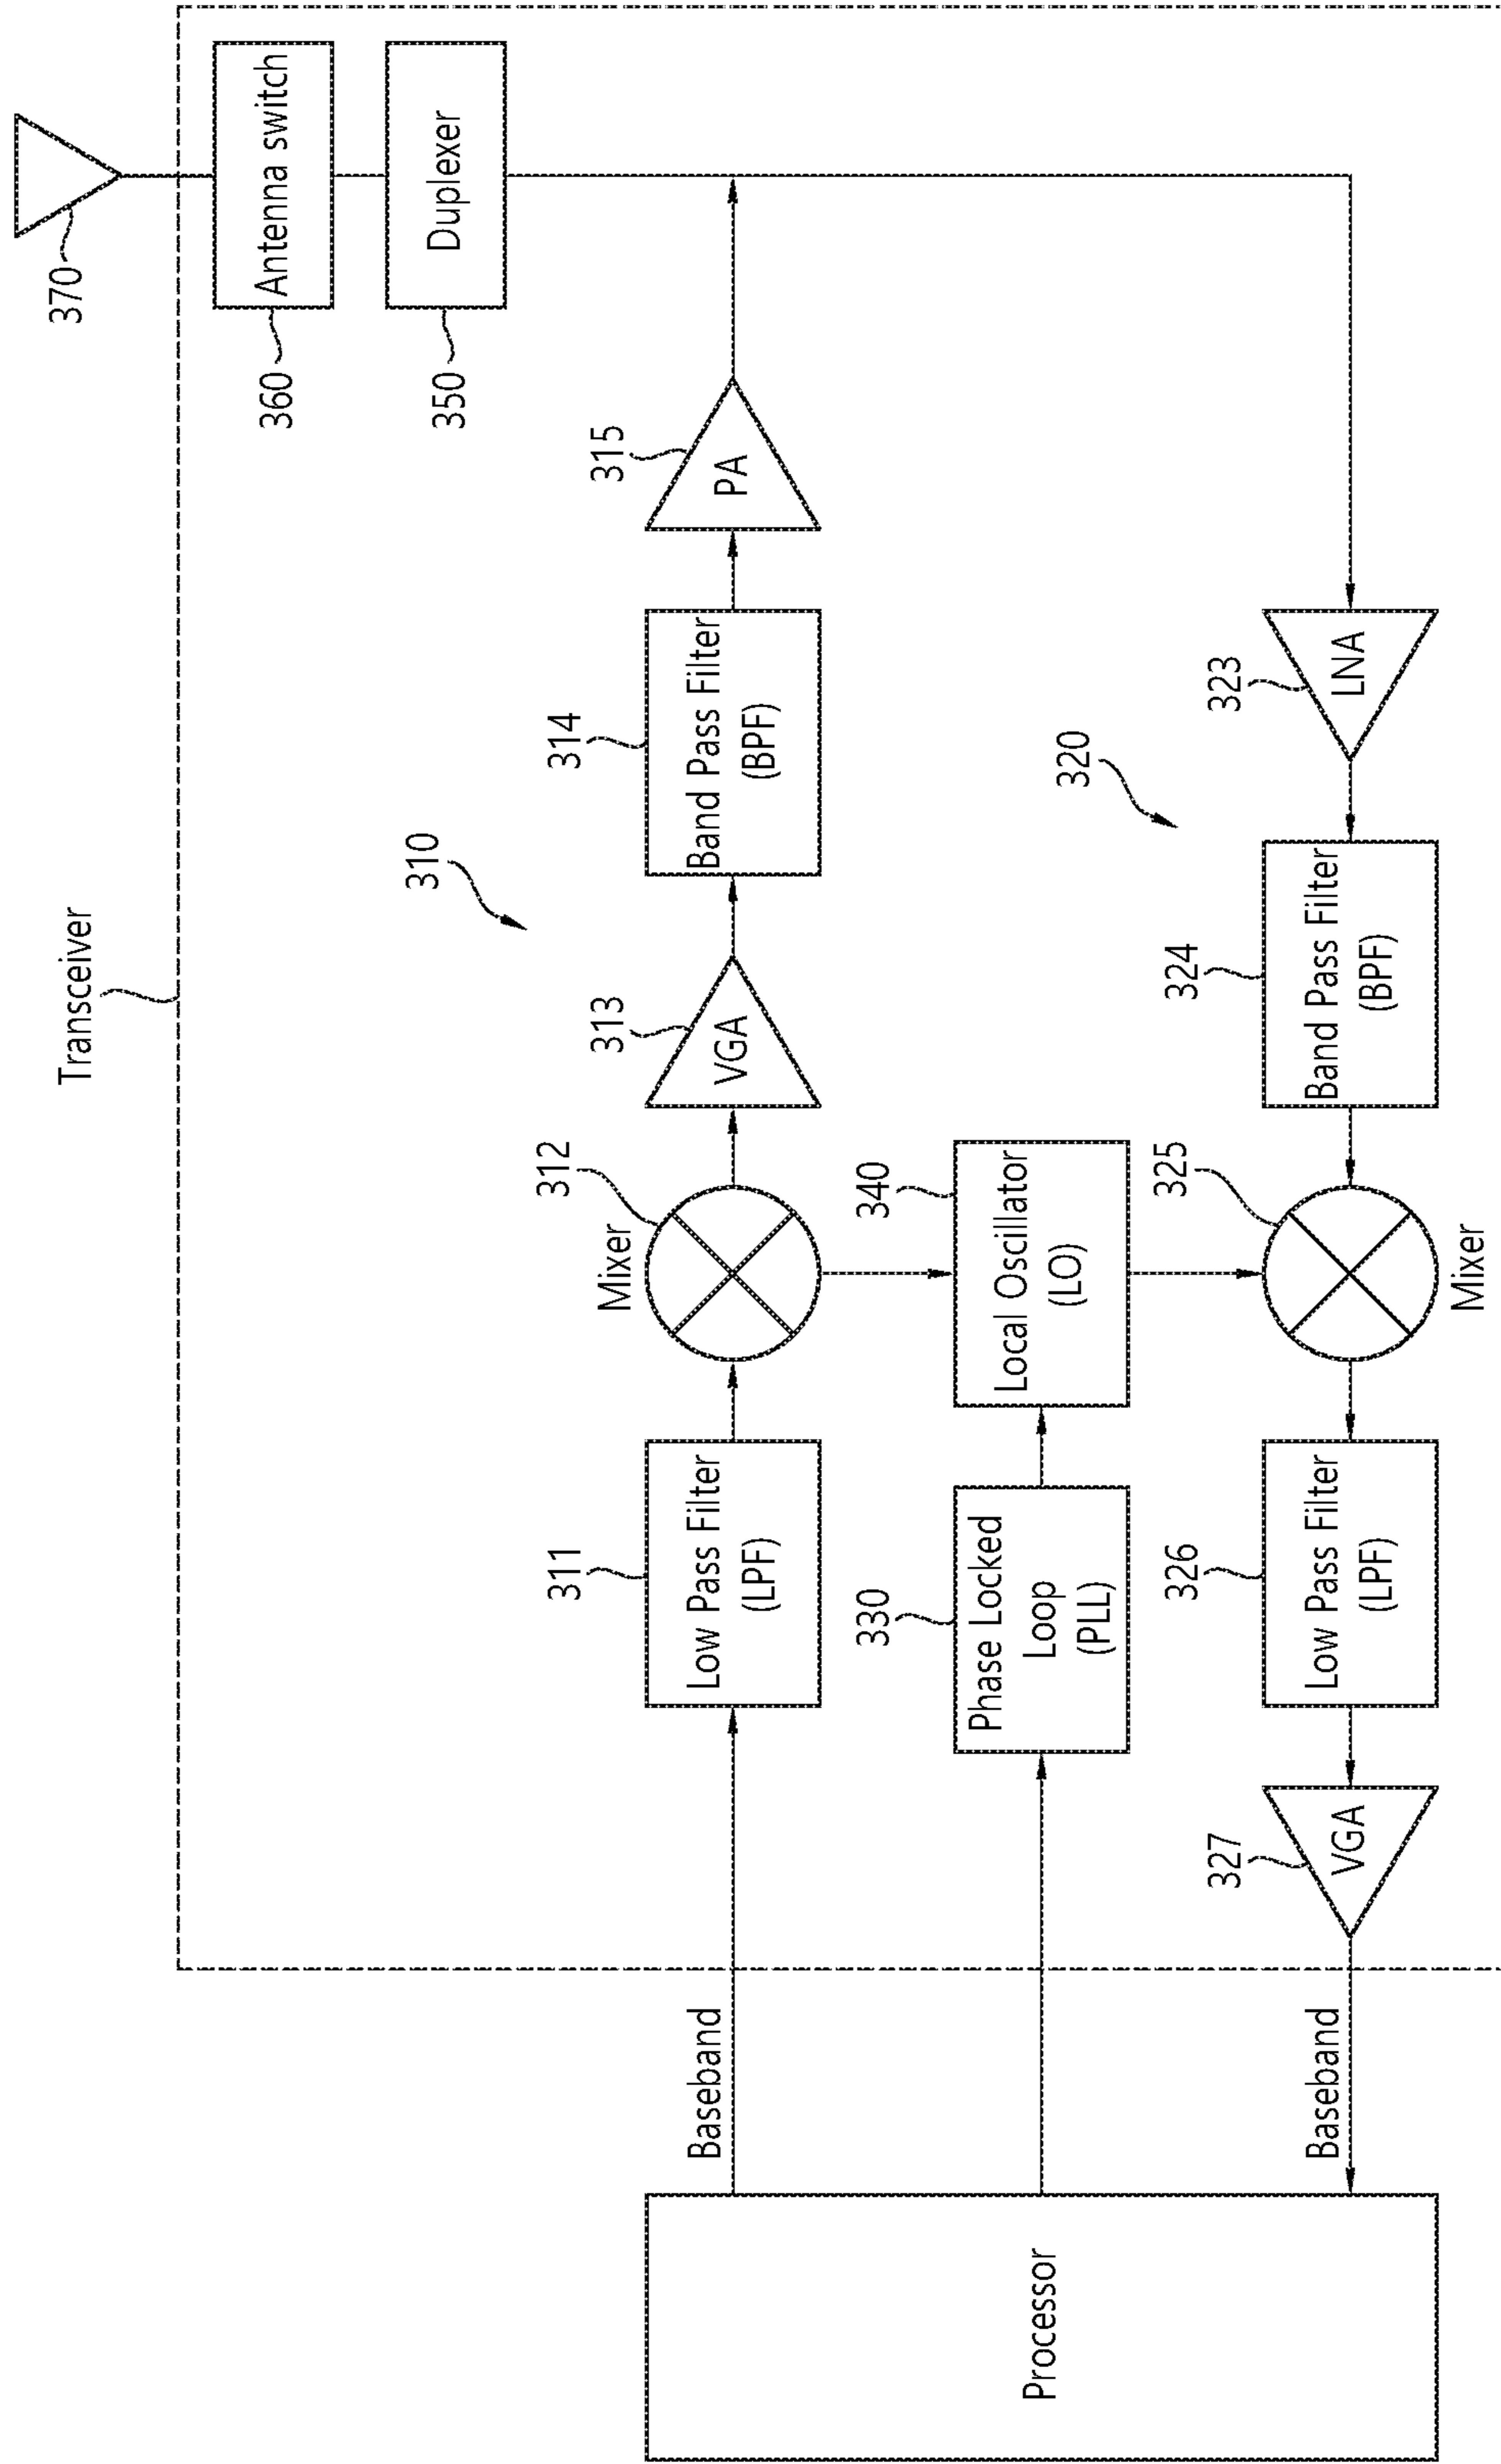 Transceiver
370
Antenna switch
360
Duplexer
350
310
Mixer
312
313
VGA
314
Band Pass Filter
(BPF)
315
PA
311
Low Pass Filter
(LPF)
Baseband
340
Local Oscillator
(LO)
330
Phase Locked
Loop
(PLL)
Processor
320
323
LNA
324
Band Pass Filter
(BPF)
325
Mixer
326
Low Pass Filter
(LPF)
327
VGA
Baseband